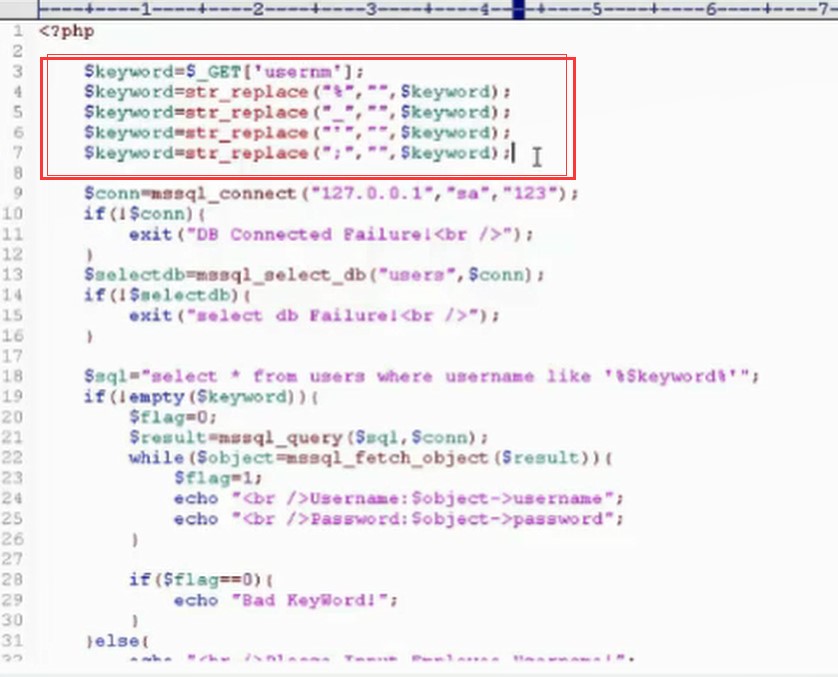 ----+----1----+----2----+----3----+----4----+----5----+----6----+----7-
1 <?php
2
3 $keyword=$_GET['usernm'];
4 $keyword=str_replace("%","",$keyword);
5 $keyword=str_replace("_","",$keyword);
6 $keyword=str_replace("'","",$keyword);
7 $keyword=str_replace(";","",$keyword);
8
9 $conn=mssql_connect("127.0.0.1","sa","123");
10 if(!$conn){
11 exit("DB Connected Failure!<br />");
12 }
13 $selectdb=mssql_select_db("users",$conn);
14 if(!$selectdb){
15 exit("select db Failure!<br />");
16 }
17
18 $sql="select * from users where username like '%$keyword%'";
19 if(!empty($keyword)){
20 $flag=0;
21 $result=mssql_query($sql,$conn);
22 while($object=mssql_fetch_object($result)){
23 $flag=1;
24 echo "<br />Username:$object->username";
25 echo "<br />Password:$object->password";
26 }
27
28 if($flag==0){
29 echo "Bad KeyWord!";
30 }
31 }else{
32 echo "<br />Please Input Employee Username!";